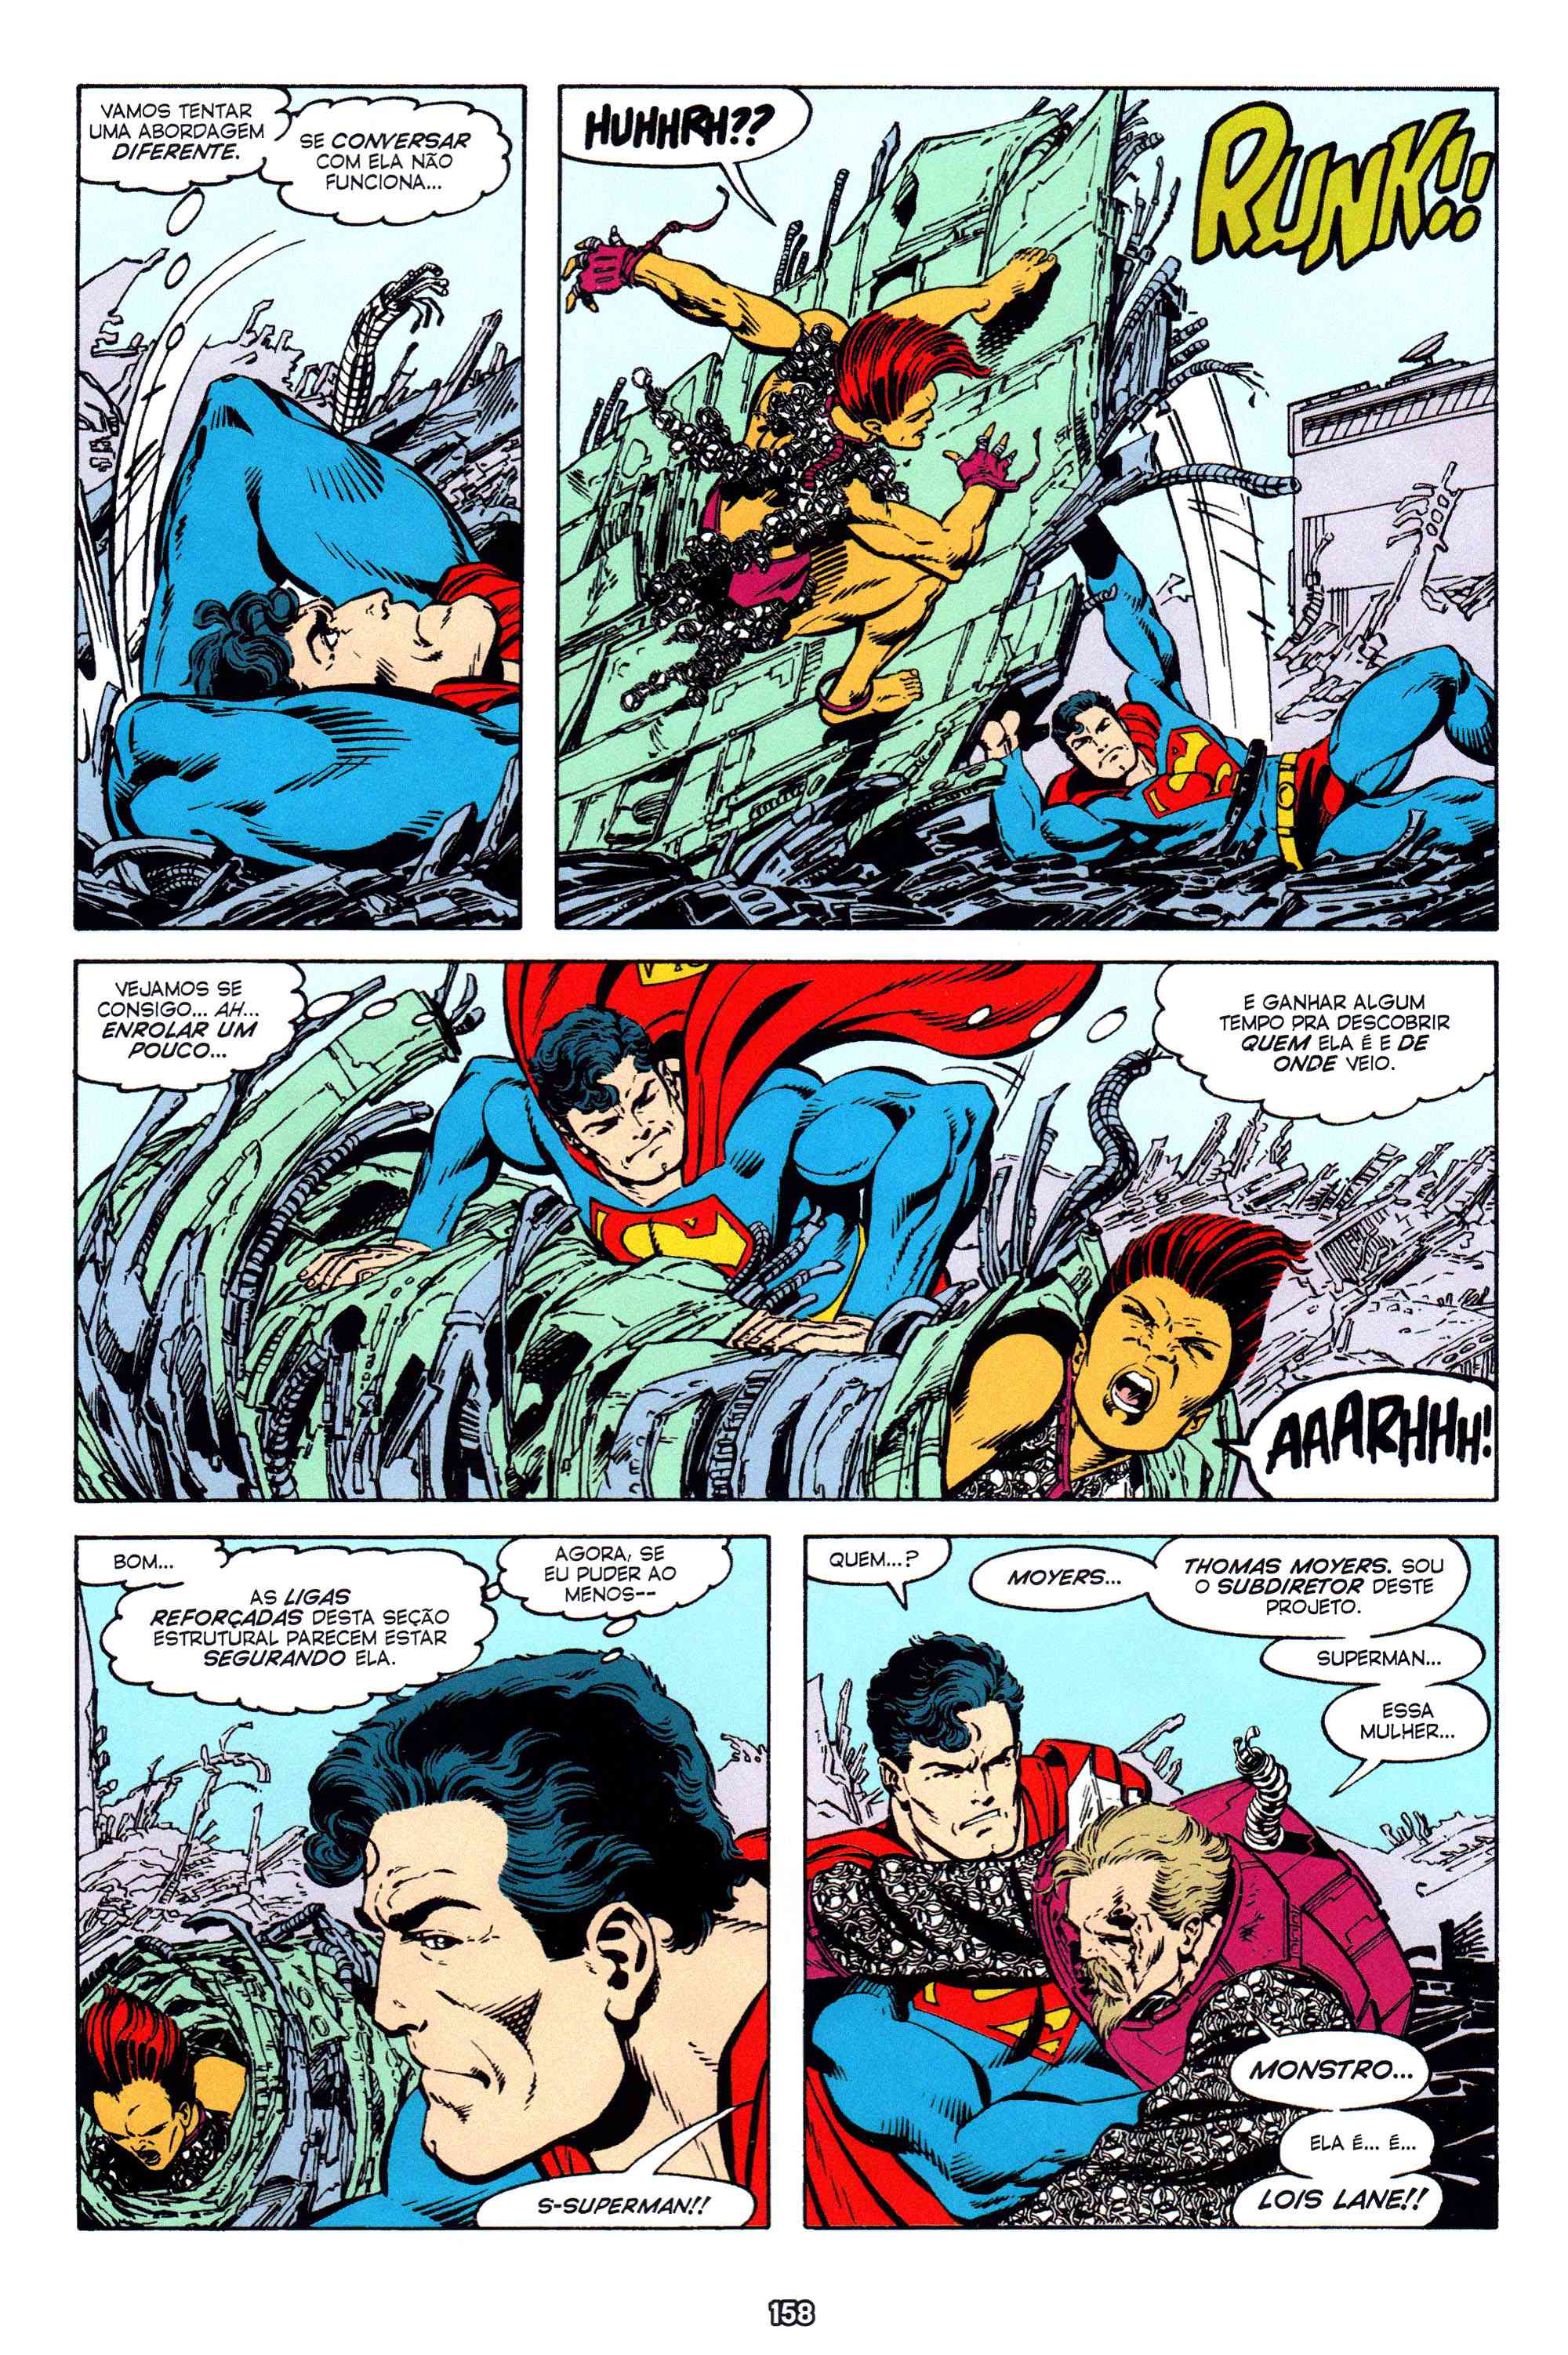 VAMOS TENTAR
UMA ABORDAGEM
DIFERENTE.
SE CONVERSAR
COM ELA NÃO
FUNCIONA...
HUHHRH??
RUNK!!
VEJAMOS SE
CONSIGO... AH...
ENROLAR UM
POUCO...
E GANHAR ALGUM
TEMPO PRA DESCOBRIR
QUEM ELA É E DE
ONDE VEIO.
AAARHHH!
BOM...
AS LIGAS
REFORÇADAS DESTA SEÇÃO
ESTRUTURAL PARECEM ESTAR
SEGURANDO ELA.
AGORA, SE
EU PUDER AO
MENOS--
S-SUPERMAN!!
QUEM...?
MOYERS...
THOMAS MOYERS. SOU
O SUBDIRETOR DESTE
PROJETO.
SUPERMAN...
ESSA
MULHER...
MONSTRO...
ELA É... É...
LOIS LANE!!
158